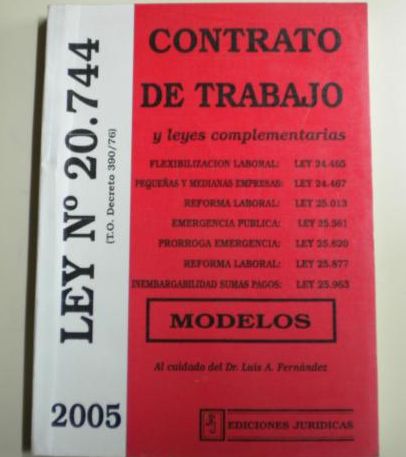 LEY Nº 20.744
(T.O. Decreto 390/76)
2005
CONTRATO
DE TRABAJO
y leyes complementarias
FLEXIBILIZACION LABORAL: LEY 24.465
PEQUEÑAS Y MEDIANAS EMPRESAS: LEY 24.467
REFORMA LABORAL: LEY 25.013
EMERGENCIA PUBLICA: LEY 25.561
PRORROGA EMERGENCIA: LEY 25.820
REFORMA LABORAL: LEY 25.877
INEMBARGABILIDAD SUMAS PAGOS: LEY 25.963
MODELOS
Al cuidado del Dr. Luis A. Fernández
EDICIONES JURIDICAS